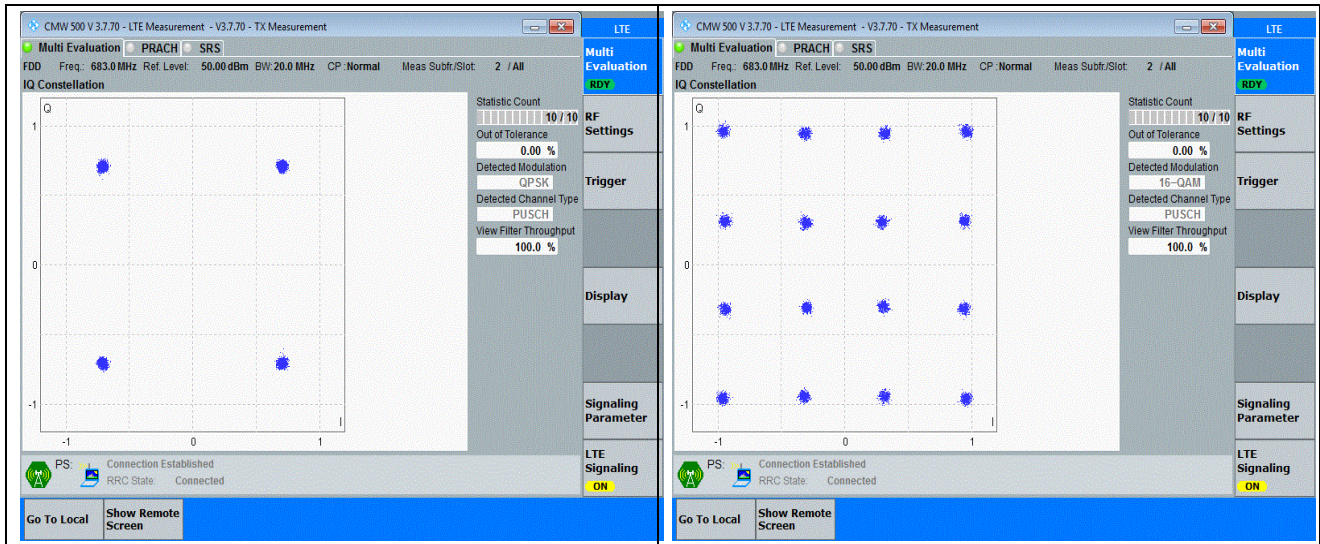 CMW 500 V 3.7.70 - LTE Measurement - V3.7.70 - TX Measurement
LTE
Multi Evaluation PRACH SRS
Multi
Evaluation
RDY
FDD Freq.: 683.0 MHz Ref. Level: 50.00 dBm BW: 20.0 MHz CP : Normal Meas Subfr./Slot: 2 / All
IQ Constellation
Q
1
0
-1
-1
0
1
I
Statistic Count
10 / 10
Out of Tolerance
0.00 %
Detected Modulation
QPSK
Detected Channel Type
PUSCH
View Filter Throughput
100.0 %
RF
Settings
Trigger
Display
Signaling
Parameter
LTE
Signaling
ON
PS: Connection Established
RRC State: Connected
Go To Local
Show Remote
Screen
CMW 500 V 3.7.70 - LTE Measurement - V3.7.70 - TX Measurement
LTE
Multi Evaluation PRACH SRS
Multi
Evaluation
RDY
FDD Freq.: 683.0 MHz Ref. Level: 50.00 dBm BW: 20.0 MHz CP : Normal Meas Subfr./Slot: 2 / All
IQ Constellation
Q
1
0
-1
-1
0
1
I
Statistic Count
10 / 10
Out of Tolerance
0.00 %
Detected Modulation
16-QAM
Detected Channel Type
PUSCH
View Filter Throughput
100.0 %
RF
Settings
Trigger
Display
Signaling
Parameter
LTE
Signaling
ON
PS: Connection Established
RRC State: Connected
Go To Local
Show Remote
Screen